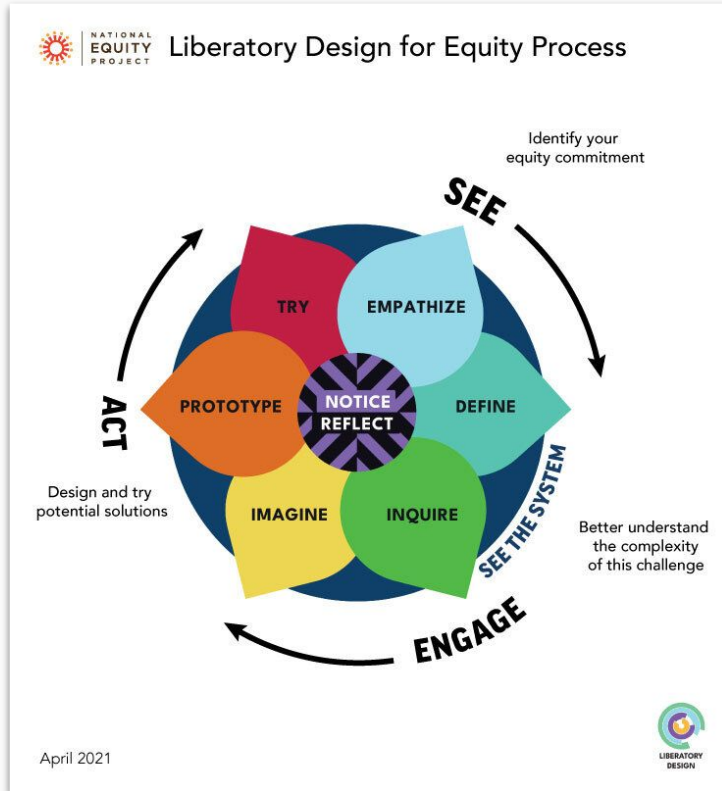 NATIONAL
EQUITY
PROJECT
Liberatory Design for Equity Process
Identify your
equity commitment
SEE
TRY
EMPATHIZE
NOTICE
REFLECT
PROTOTYPE
DEFINE
ACT
Design and try
potential solutions
IMAGINE
INQUIRE
SEE THE SYSTEM
Better understand
the complexity
of this challenge
ENGAGE
April 2021
LIBERATORY
DESIGN